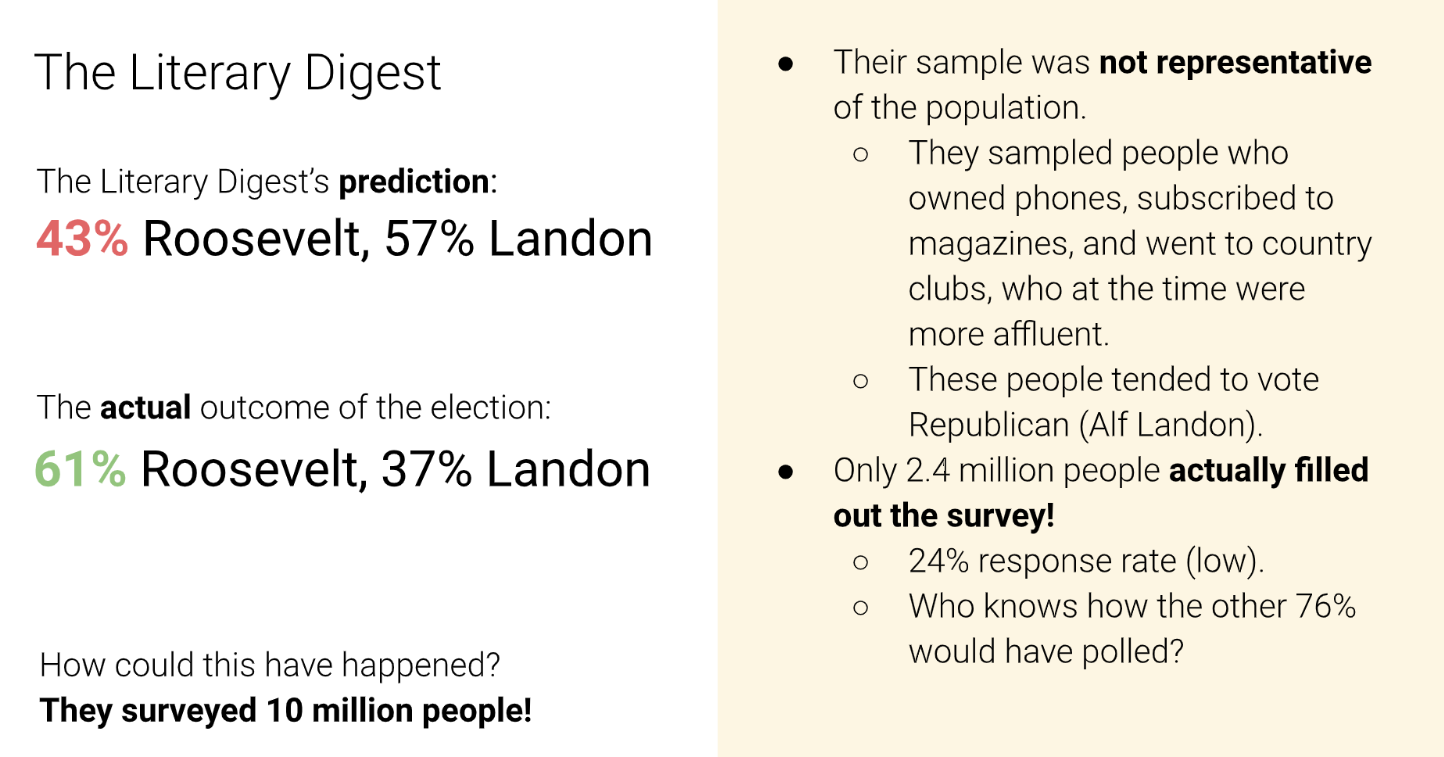 The Literary Digest
The Literary Digest’s prediction:
43% Roosevelt, 57% Landon
The actual outcome of the election:
61% Roosevelt, 37% Landon
How could this have happened?
They surveyed 10 million people!
● Their sample was not representative
of the population.
○ They sampled people who
owned phones, subscribed to
magazines, and went to country
clubs, who at the time were
more affluent.
○ These people tended to vote
Republican (Alf Landon).
● Only 2.4 million people actually filled
out the survey!
○ 24% response rate (low).
○ Who knows how the other 76%
would have polled?